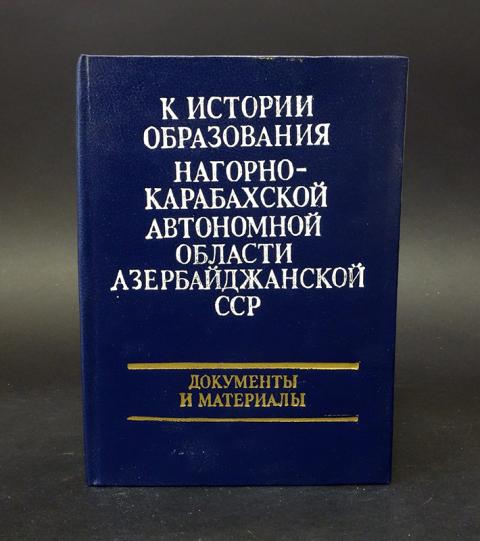 К ИСТОРИИ
ОБРАЗОВАНИЯ
НАГОРНО-
КАРАБАХСКОЙ
АВТОНОМНОЙ
ОБЛАСТИ
АЗЕРБАЙДЖАНСКОЙ
ССР
ДОКУМЕНТЫ
И МАТЕРИАЛЫ